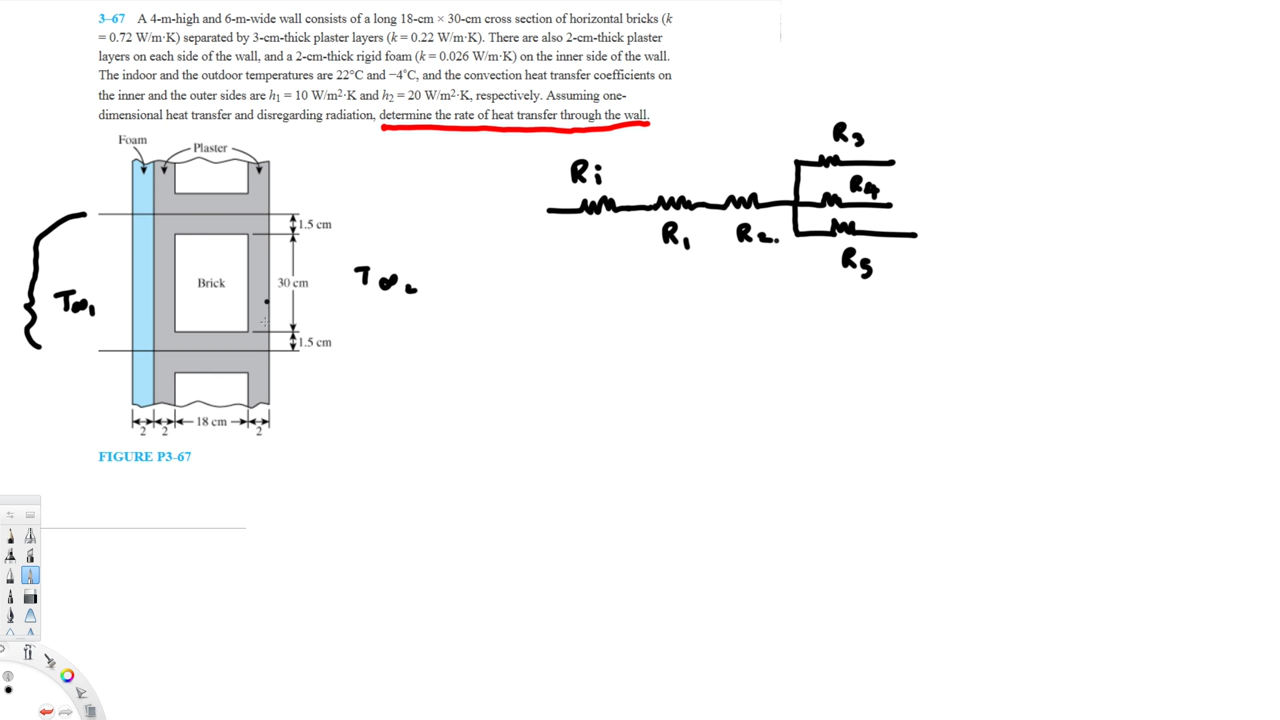 3–67 A 4-m-high and 6-m-wide wall consists of a long 18-cm × 30-cm cross section of horizontal bricks (k
= 0.72 W/m·K) separated by 3-cm-thick plaster layers (k = 0.22 W/m·K). There are also 2-cm-thick plaster
layers on each side of the wall, and a 2-cm-thick rigid foam (k = 0.026 W/m·K) on the inner side of the wall.
The indoor and the outdoor temperatures are 22°C and −4°C, and the convection heat transfer coefficients on
the inner and the outer sides are h₁ = 10 W/m²·K and h₂ = 20 W/m²·K, respectively. Assuming one-
dimensional heat transfer and disregarding radiation, determine the rate of heat transfer through the wall.
Foam
Plaster
R3
Ri
R4
R1
R2.
R5
1.5 cm
Brick
30 cm
T∞1
T∞2
1.5 cm
18 cm
2
2
2
FIGURE P3-67